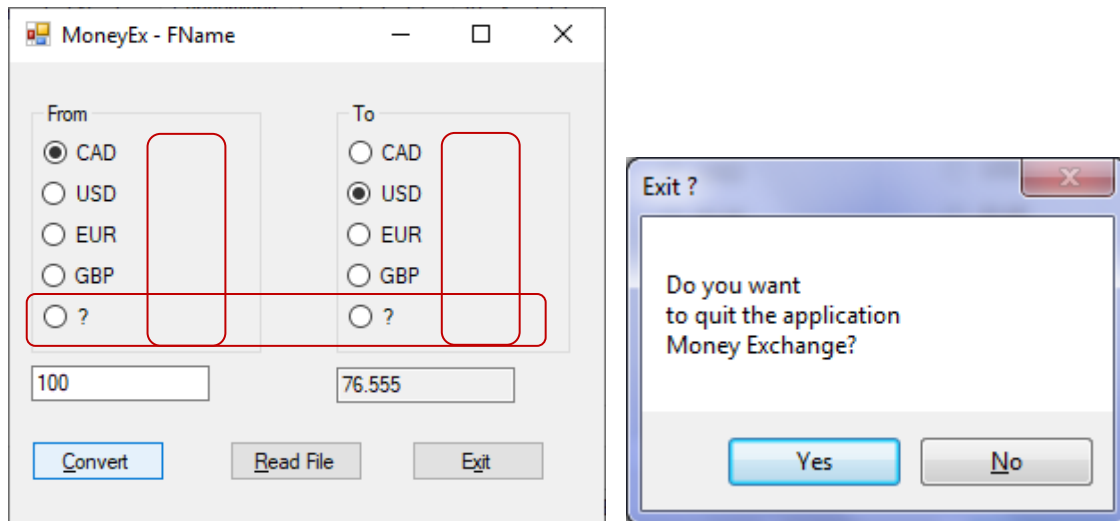 MoneyEx - FName
From
CAD
USD
EUR
GBP
?
100
To
CAD
USD
EUR
GBP
?
76.555
Convert
Read File
Exit
Exit ?
Do you want
to quit the application
Money Exchange?
Yes
No